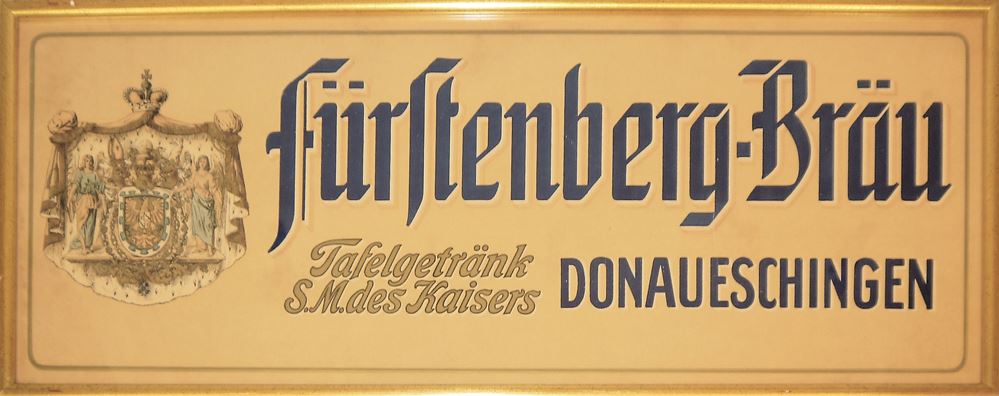 Fürstenberg-Bräu
Tafelgetränk
S.M. des Kaisers
DONAUESCHINGEN